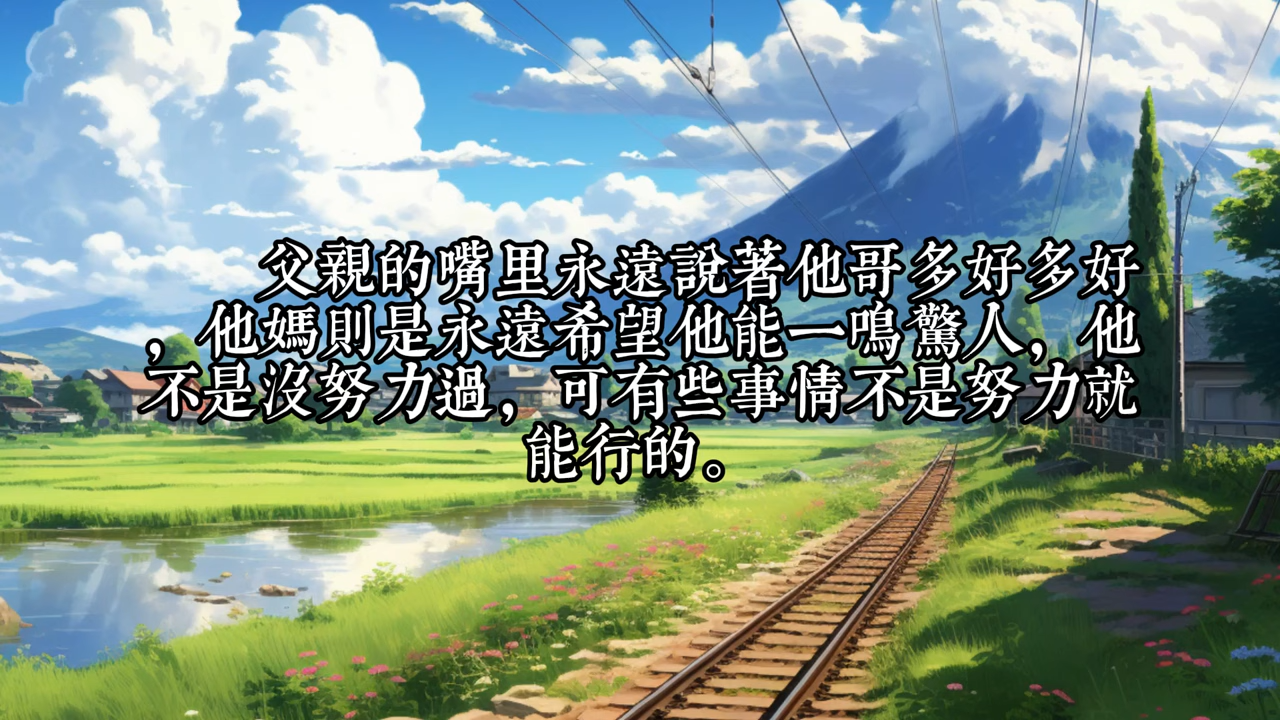 父親的嘴里永遠說著他哥多好多好
，他媽則是永遠希望他能一鳴驚人，他
不是沒努力過，可有些事情不是努力就
能行的。